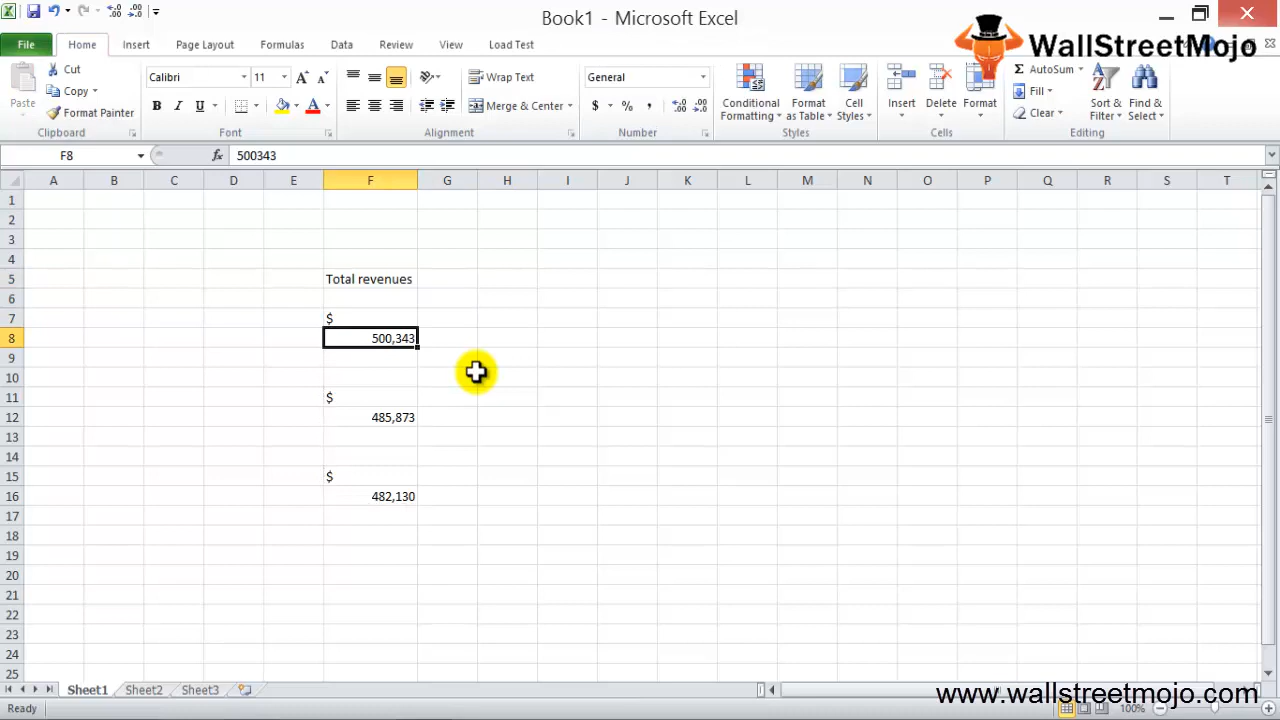 Book1 - Microsoft Excel
WallStreetMojo
File Home Insert Page Layout Formulas Data Review View Load Test
Paste
Cut
Copy
Format Painter
Calibri 11
B I U A
Wrap Text
Merge & Center
General
$ % ,
Conditional Formatting
Format as Table
Cell Styles
Insert Delete Format
Σ AutoSum
Fill
Clear
Sort & Filter
Find & Select
Clipboard Font Alignment Number Styles Cells Editing
F8 fx 500343
A B C D E F G H I J K L M N O P Q R S T
1
2
3
4
5 Total revenues
6
7 $
8 500,343
9
10
11 $
12 485,873
13
14
15 $
16 482,130
17
18
19
20
21
22
23
24
25
Sheet1 Sheet2 Sheet3
www.wallstreetmojo.com
Ready 100%